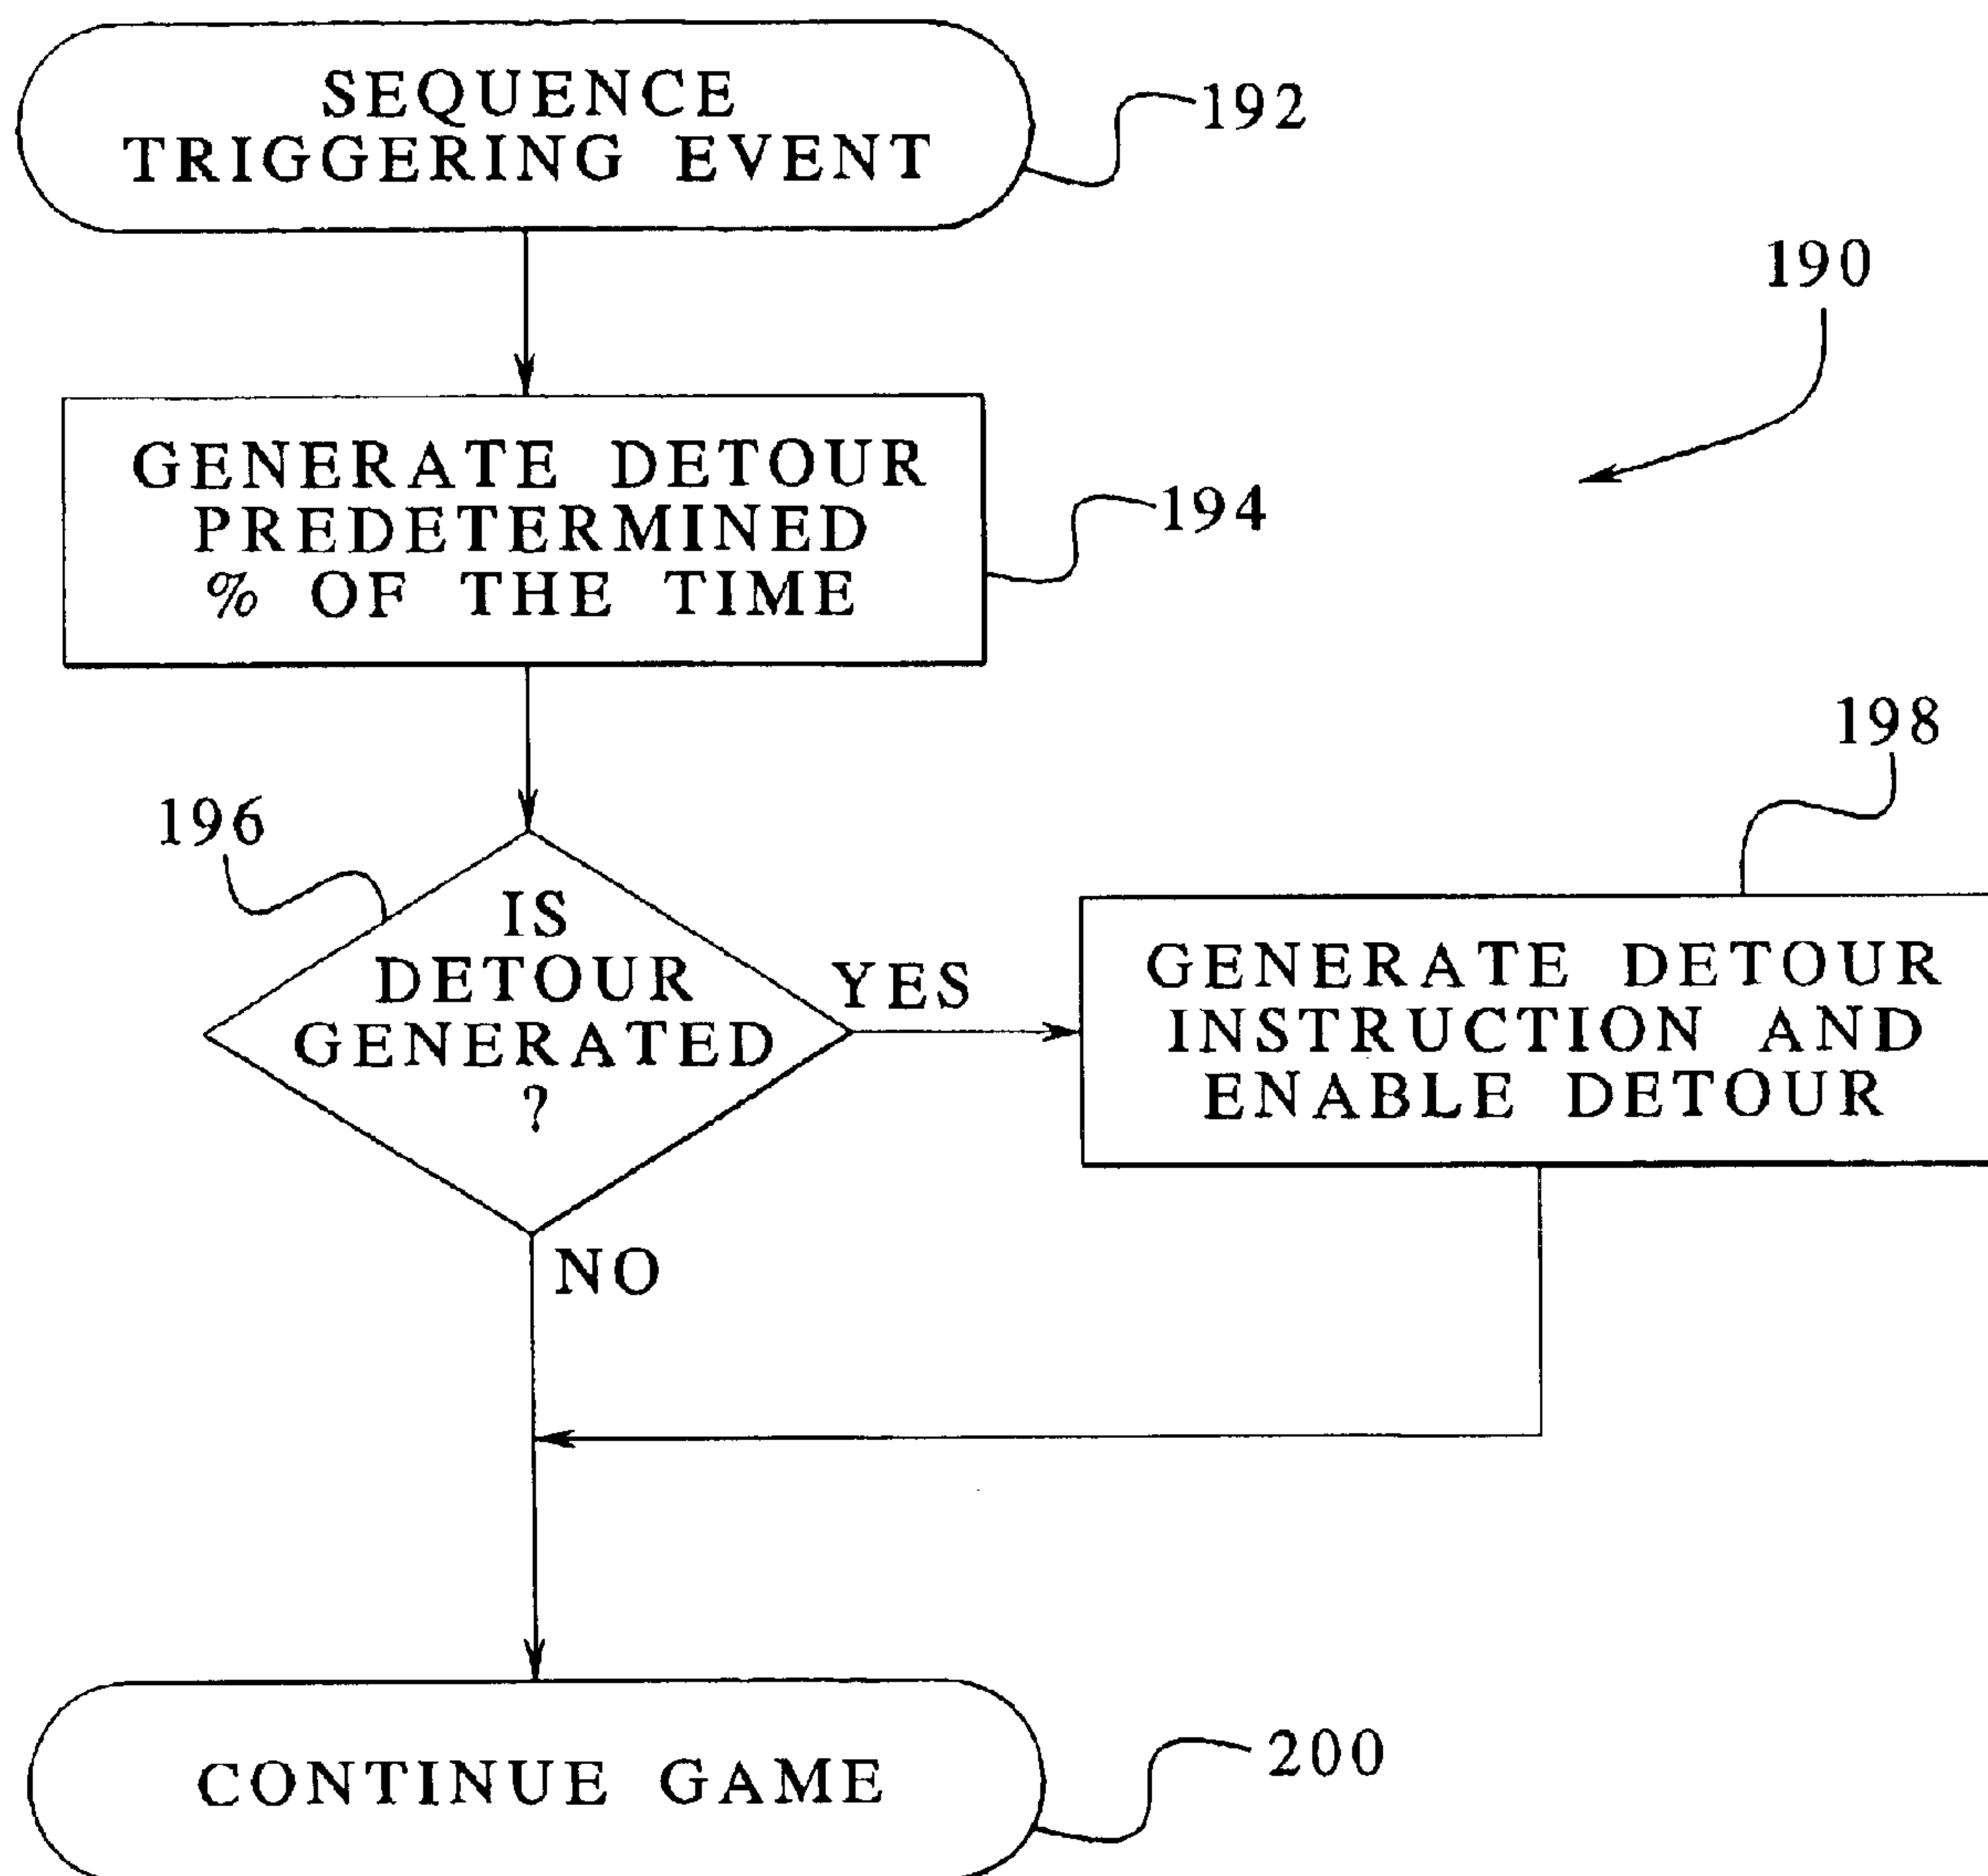 SEQUENCE
TRIGGERING EVENT
192
190
GENERATE DETOUR
PREDETERMINED
% OF THE TIME
194
198
196
IS
DETOUR
GENERATED
?
YES
GENERATE DETOUR
INSTRUCTION AND
ENABLE DETOUR
NO
CONTINUE GAME
200